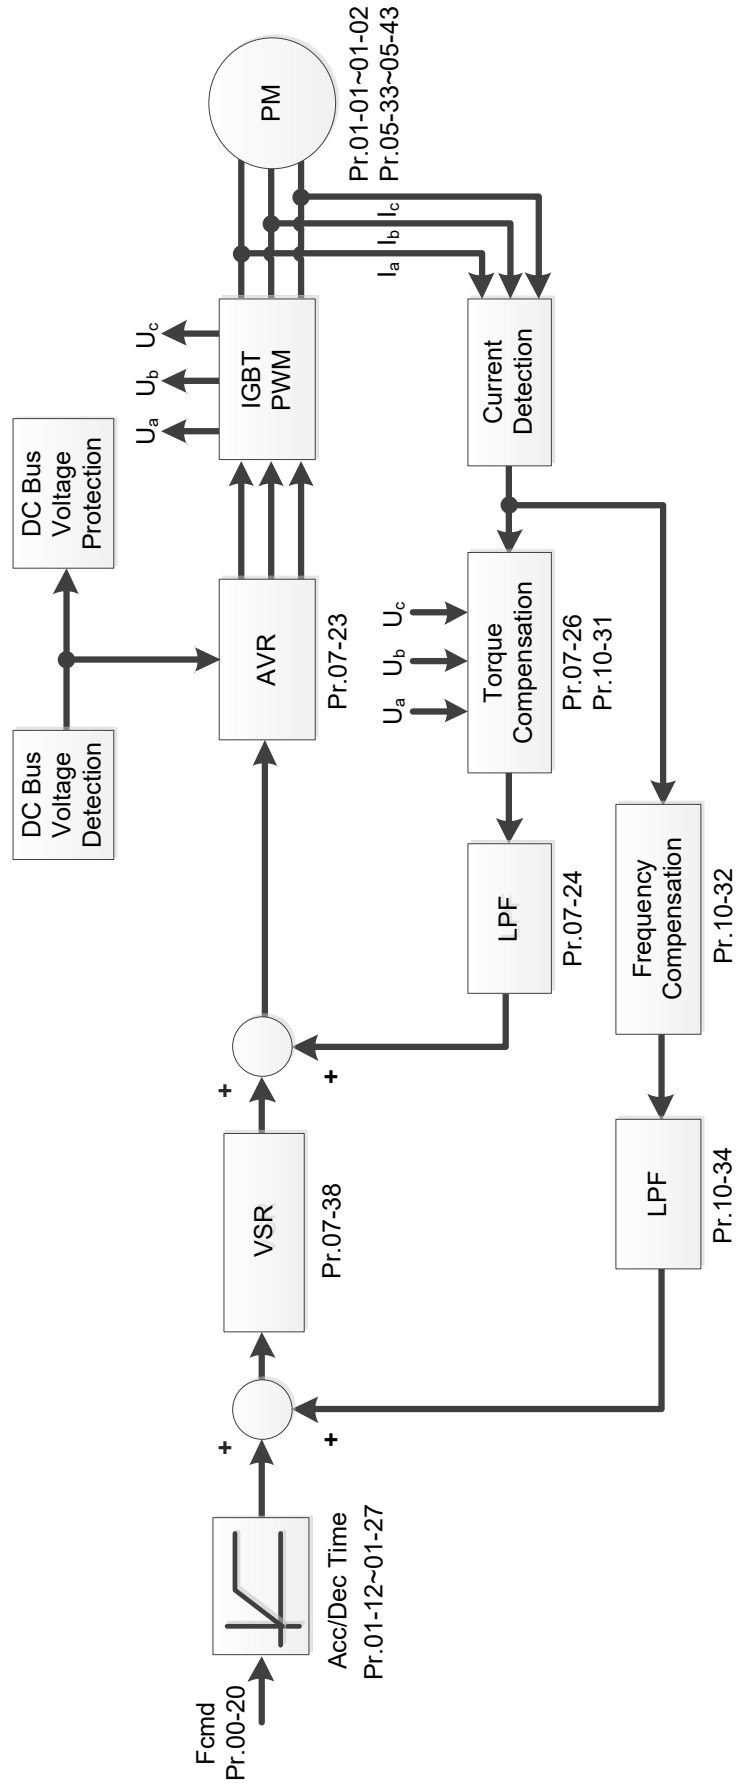 DC Bus
Voltage
Detection
DC Bus
Voltage
Protection
Ua
Ub
Uc
Fcmd
Pr.00-20
Acc/Dec Time
Pr.01-12~01-27
+
+
VSR
Pr.07-38
+
+
AVR
Pr.07-23
IGBT
PWM
PM
Pr.01-01~01-02
Pr.05-33~05-43
Ia
Ib
Ic
LPF
Pr.07-24
Ua
Ub
Uc
Torque
Compensation
Pr.07-26
Pr.10-31
Current
Detection
LPF
Pr.10-34
Frequency
Compensation
Pr.10-32